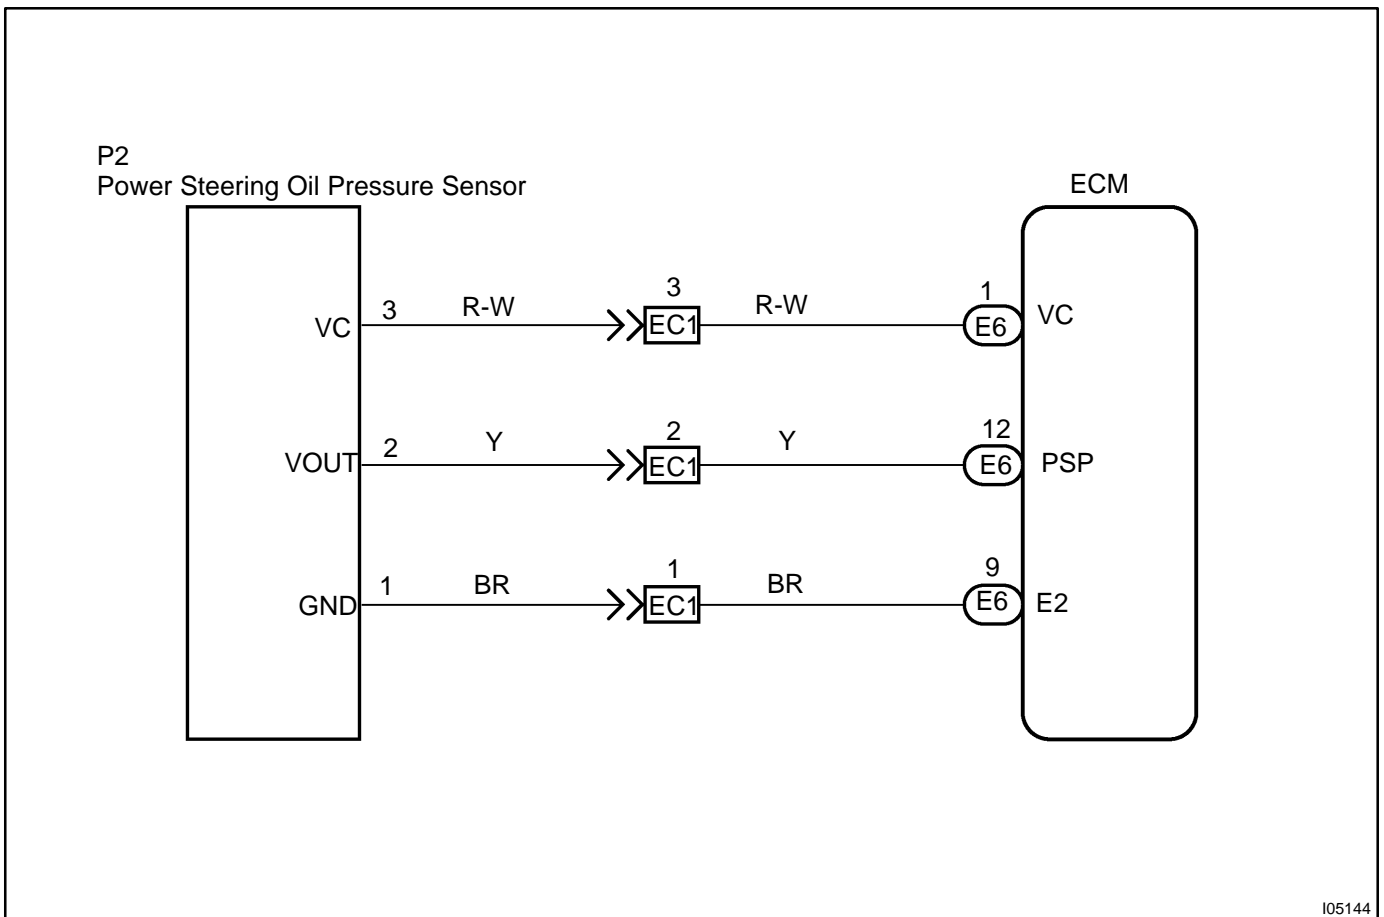 P2
Power Steering Oil Pressure Sensor
ECM
VC 3 R-W 3 EC1 R-W 1 E6 VC
VOUT 2 Y 2 EC1 Y 12 E6 PSP
GND 1 BR 1 EC1 BR 9 E6 E2
I05144